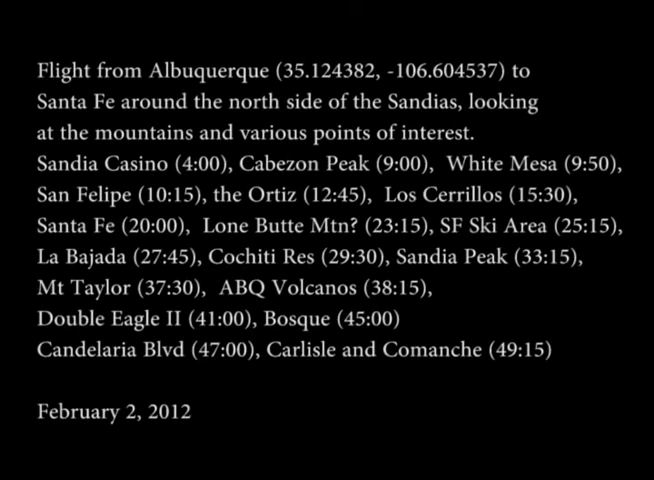 Flight from Albuquerque (35.124382, -106.604537) to
Santa Fe around the north side of the Sandias, looking
at the mountains and various points of interest.
Sandia Casino (4:00), Cabezon Peak (9:00), White Mesa (9:50),
San Felipe (10:15), the Ortiz (12:45), Los Cerrillos (15:30),
Santa Fe (20:00), Lone Butte Mtn? (23:15), SF Ski Area (25:15),
La Bajada (27:45), Cochiti Res (29:30), Sandia Peak (33:15),
Mt Taylor (37:30), ABQ Volcanos (38:15),
Double Eagle II (41:00), Bosque (45:00)
Candelaria Blvd (47:00), Carlisle and Comanche (49:15)
February 2, 2012